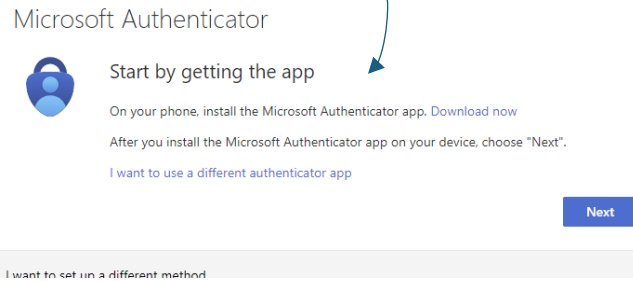 Microsoft Authenticator
Start by getting the app
On your phone, install the Microsoft Authenticator app. Download now
After you install the Microsoft Authenticator app on your device, choose "Next".
I want to use a different authenticator app
Next
I want to set up a different method